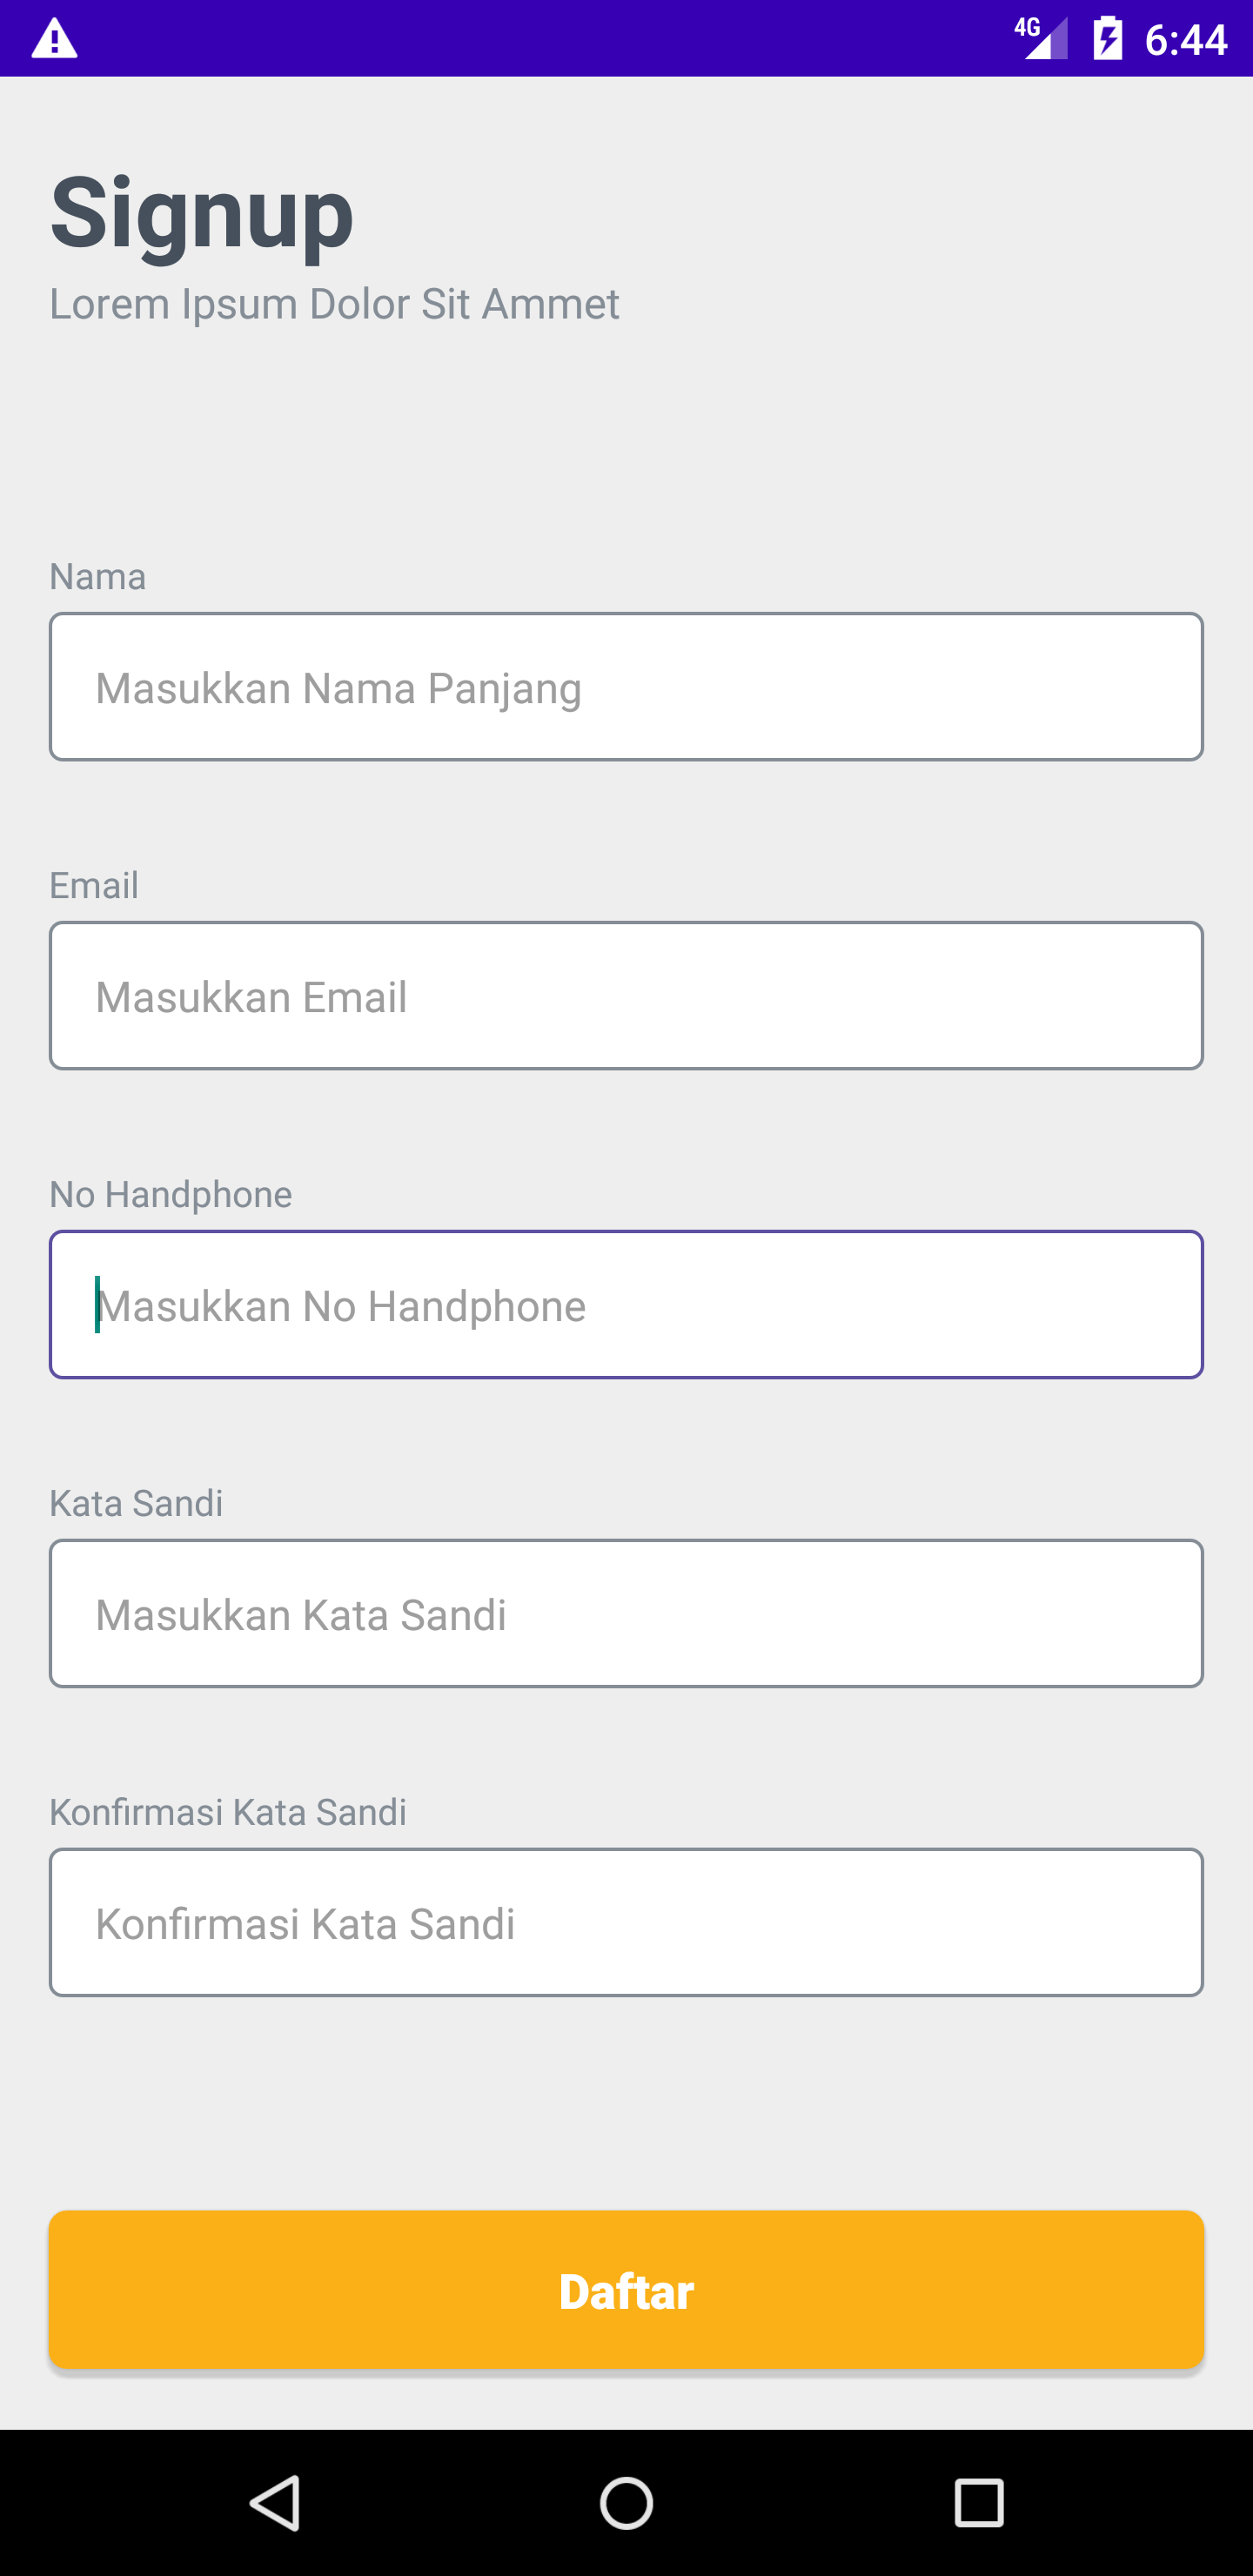 4G 6:44
Signup
Lorem Ipsum Dolor Sit Ammet
Nama
Masukkan Nama Panjang
Email
Masukkan Email
No Handphone
Masukkan No Handphone
Kata Sandi
Masukkan Kata Sandi
Konfirmasi Kata Sandi
Konfirmasi Kata Sandi
Daftar